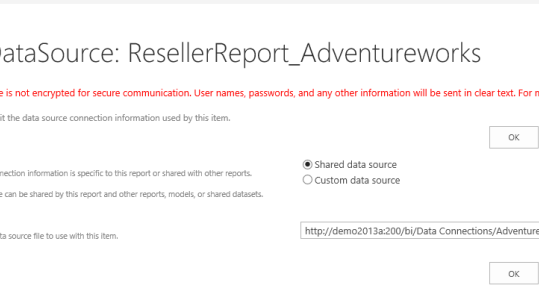 DataSource: ResellerReport_Adventureworks
e is not encrypted for secure communication. User names, passwords, and any other information will be sent in clear text. For m
it the data source connection information used by this item.
OK
nection information is specific to this report or shared with other reports.
Shared data source
Custom data source
e can be shared by this report and other reports, models, or shared datasets.
ta source file to use with this item.
http://demo2013a:200/bi/Data Connections/Adventure
OK